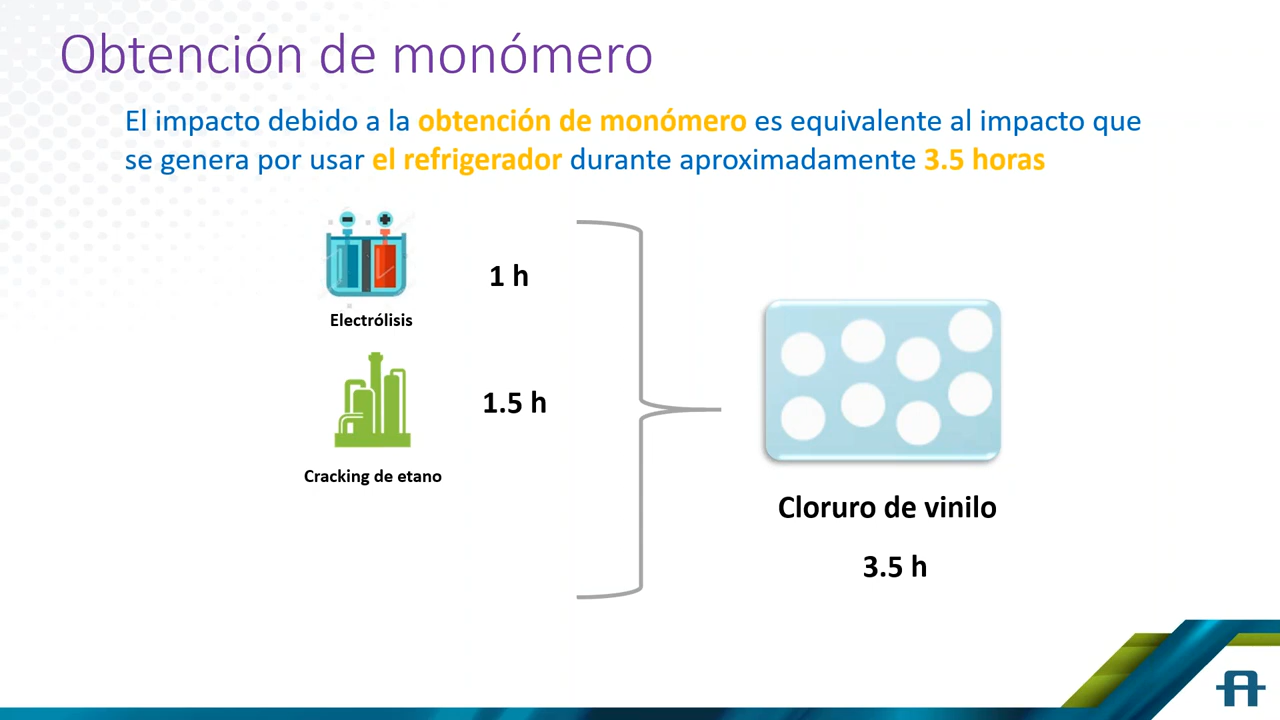 Obtención de monómero
El impacto debido a la obtención de monómero es equivalente al impacto que
se genera por usar el refrigerador durante aproximadamente 3.5 horas
1 h
Electrólisis
1.5 h
Cracking de etano
Cloruro de vinilo
3.5 h